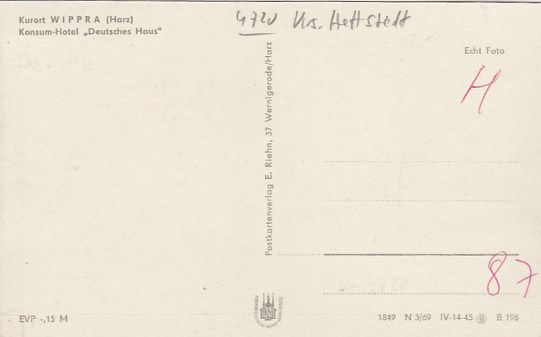 Kurort WIPPRA (Harz)
Konsum-Hotel „Deutsches Haus“
4720 Krs. Hettstedt
Echt Foto
H
Postkartenverlag E. Riehn, 37 Wernigerode/Harz
87
EVP -,15 M
1849 N 3/69 IV-14-45 B 196